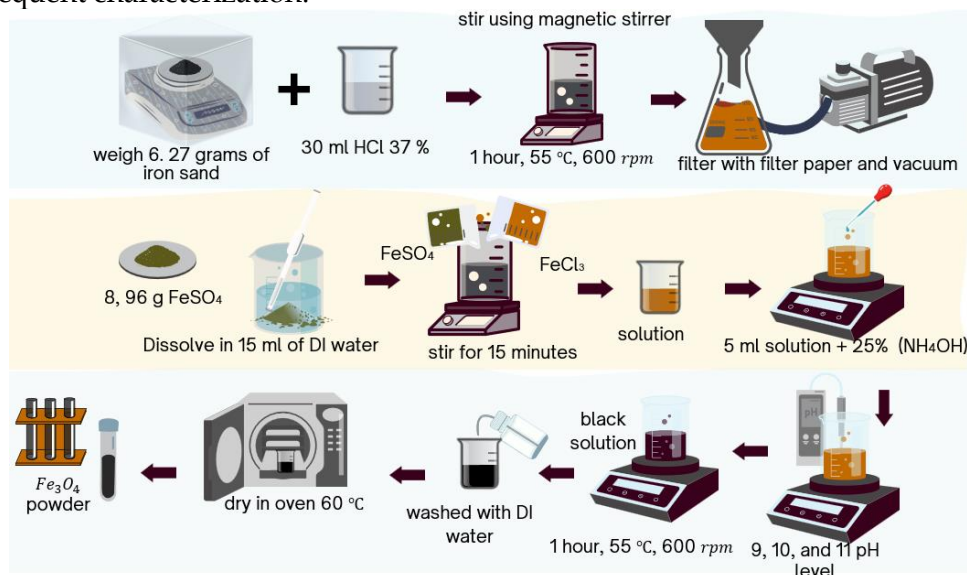 equent characterization.
stir using magnetic stirrer
weigh 6. 27 grams of
iron sand
30 ml HCl 37 %
1 hour, 55 °C, 600 rpm
filter with filter paper and vacuum
8, 96 g FeSO₄
Dissolve in 15 ml of DI water
FeSO₄
FeCl₃
stir for 15 minutes
solution
5 ml solution + 25% (NH₄OH)
pH
9, 10, and 11 pH
level
black
solution
1 hour, 55 °C, 600 rpm
washed with DI
water
dry in oven 60 °C
Fe₃O₄
powder